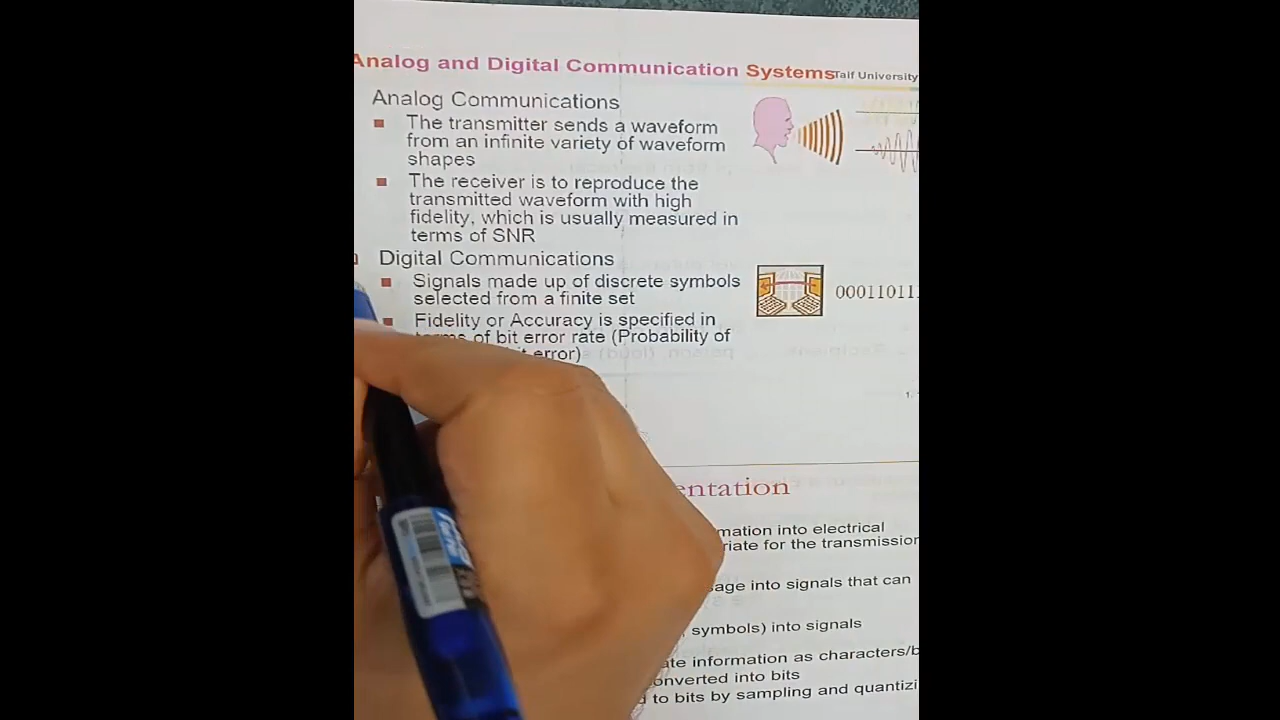 Analog and Digital Communication Systems Taif University
Analog Communications
The transmitter sends a waveform
from an infinite variety of waveform
shapes
The receiver is to reproduce the
transmitted waveform with high
fidelity, which is usually measured in
terms of SNR
Digital Communications
Signals made up of discrete symbols
selected from a finite set
000110111
Fidelity or Accuracy is specified in
terms of bit error rate (Probability of
error)
entation
mation into electrical
riate for the transmission
sage into signals that can
, symbols) into signals
ate information as characters/b
onverted into bits
d to bits by sampling and quantizi